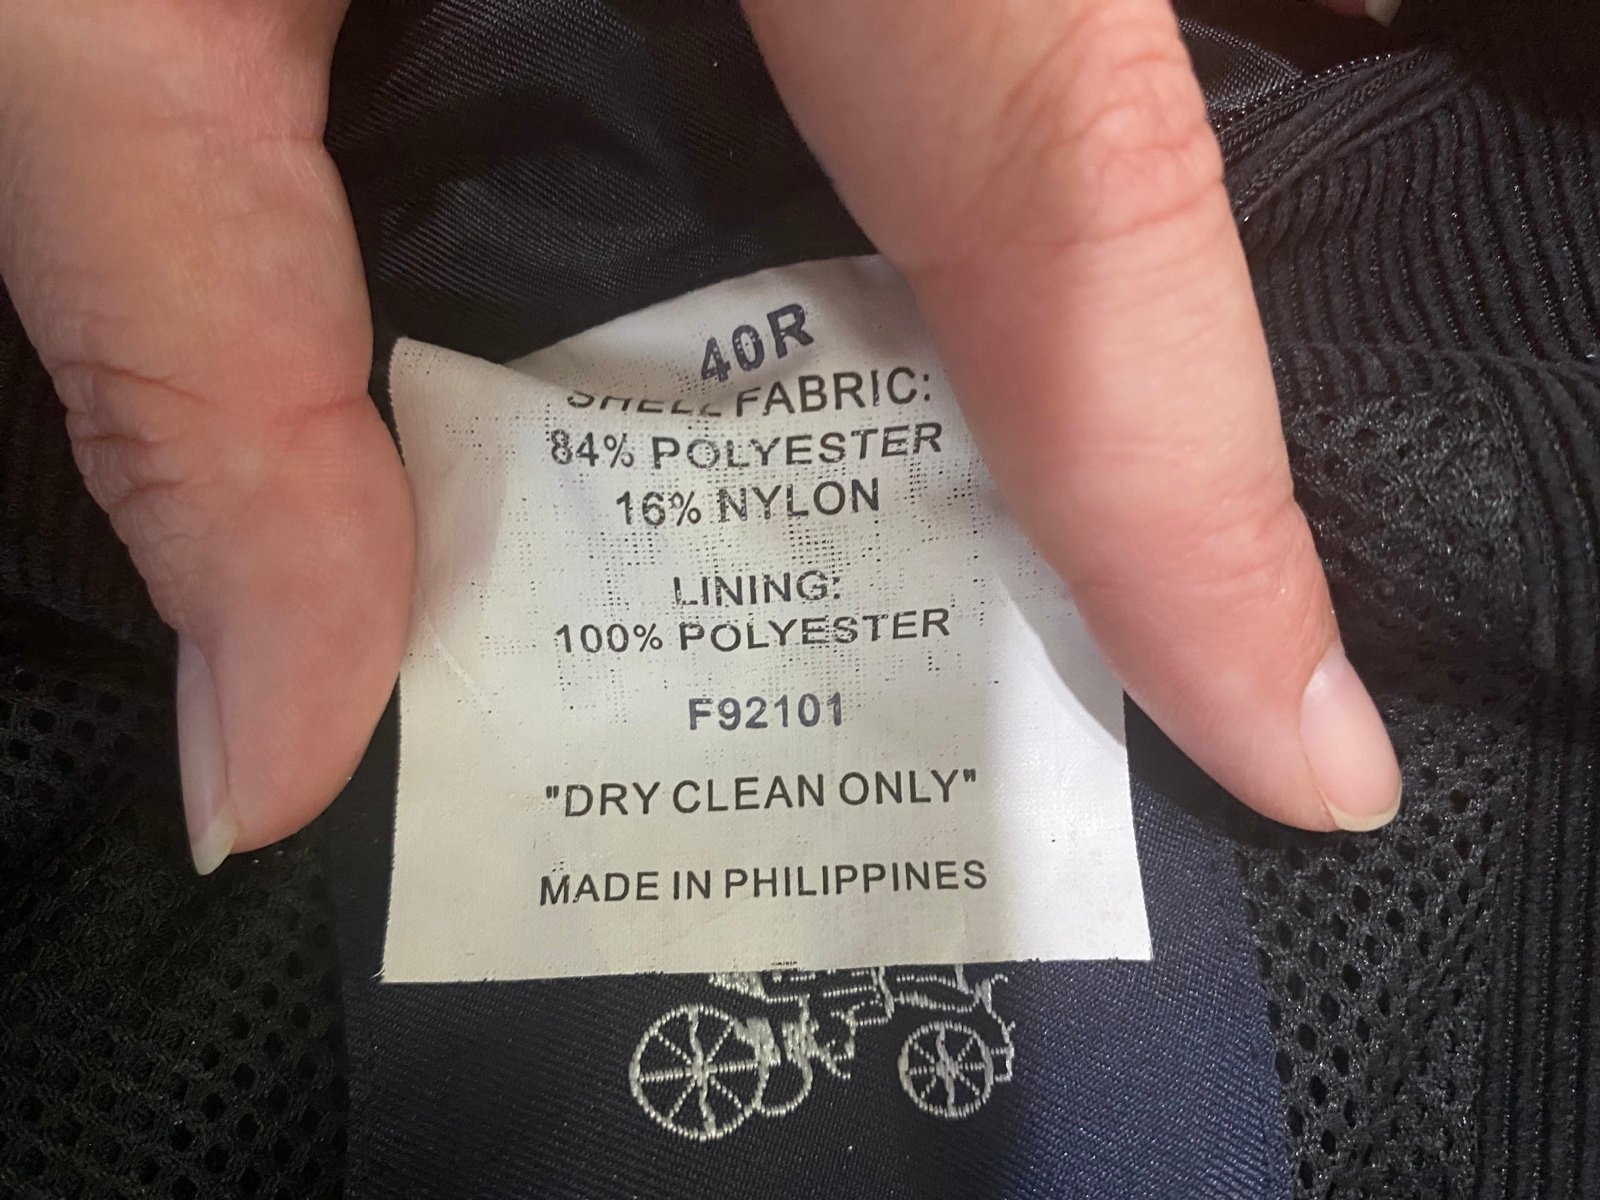 40R
SHELL FABRIC:
84% POLYESTER
16% NYLON
LINING:
100% POLYESTER
F92101
"DRY CLEAN ONLY"
MADE IN PHILIPPINES